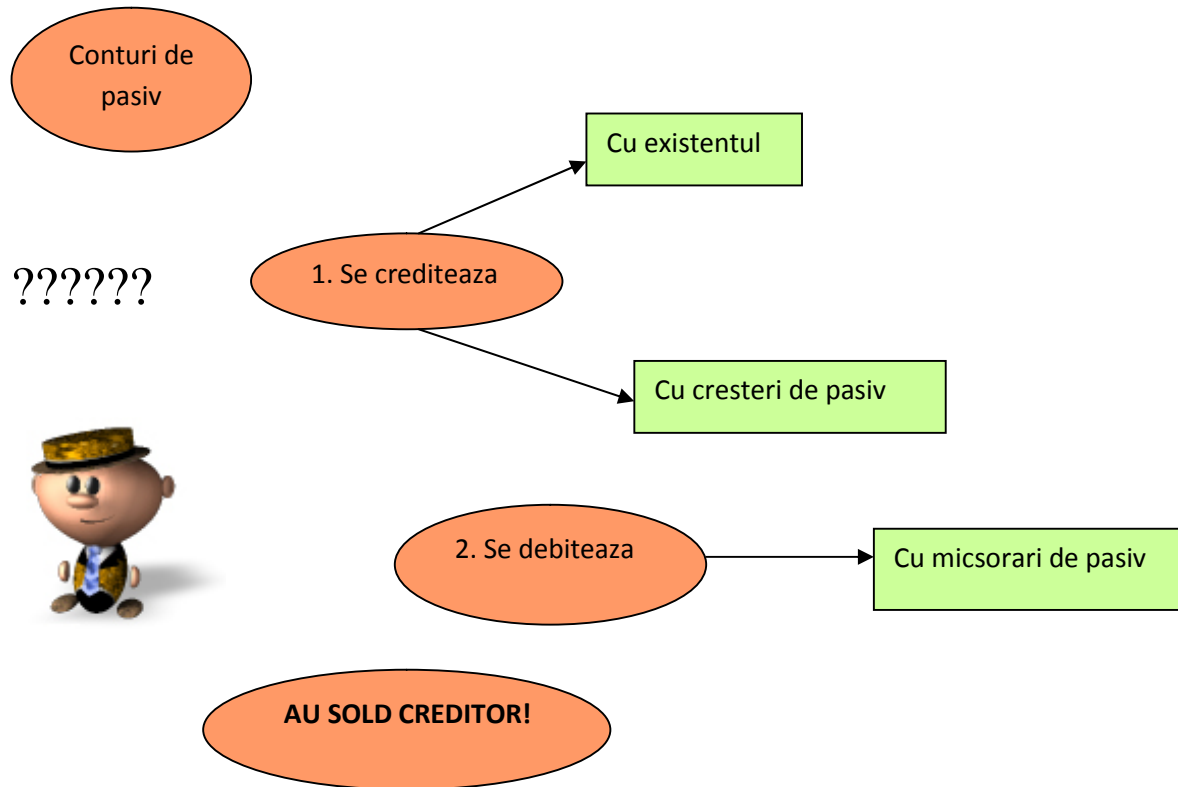 Conturi de
pasiv
Cu existentul
1. Se crediteaza
??????
Cu cresteri de pasiv
2. Se debiteaza
Cu micsorari de pasiv
AU SOLD CREDITOR!